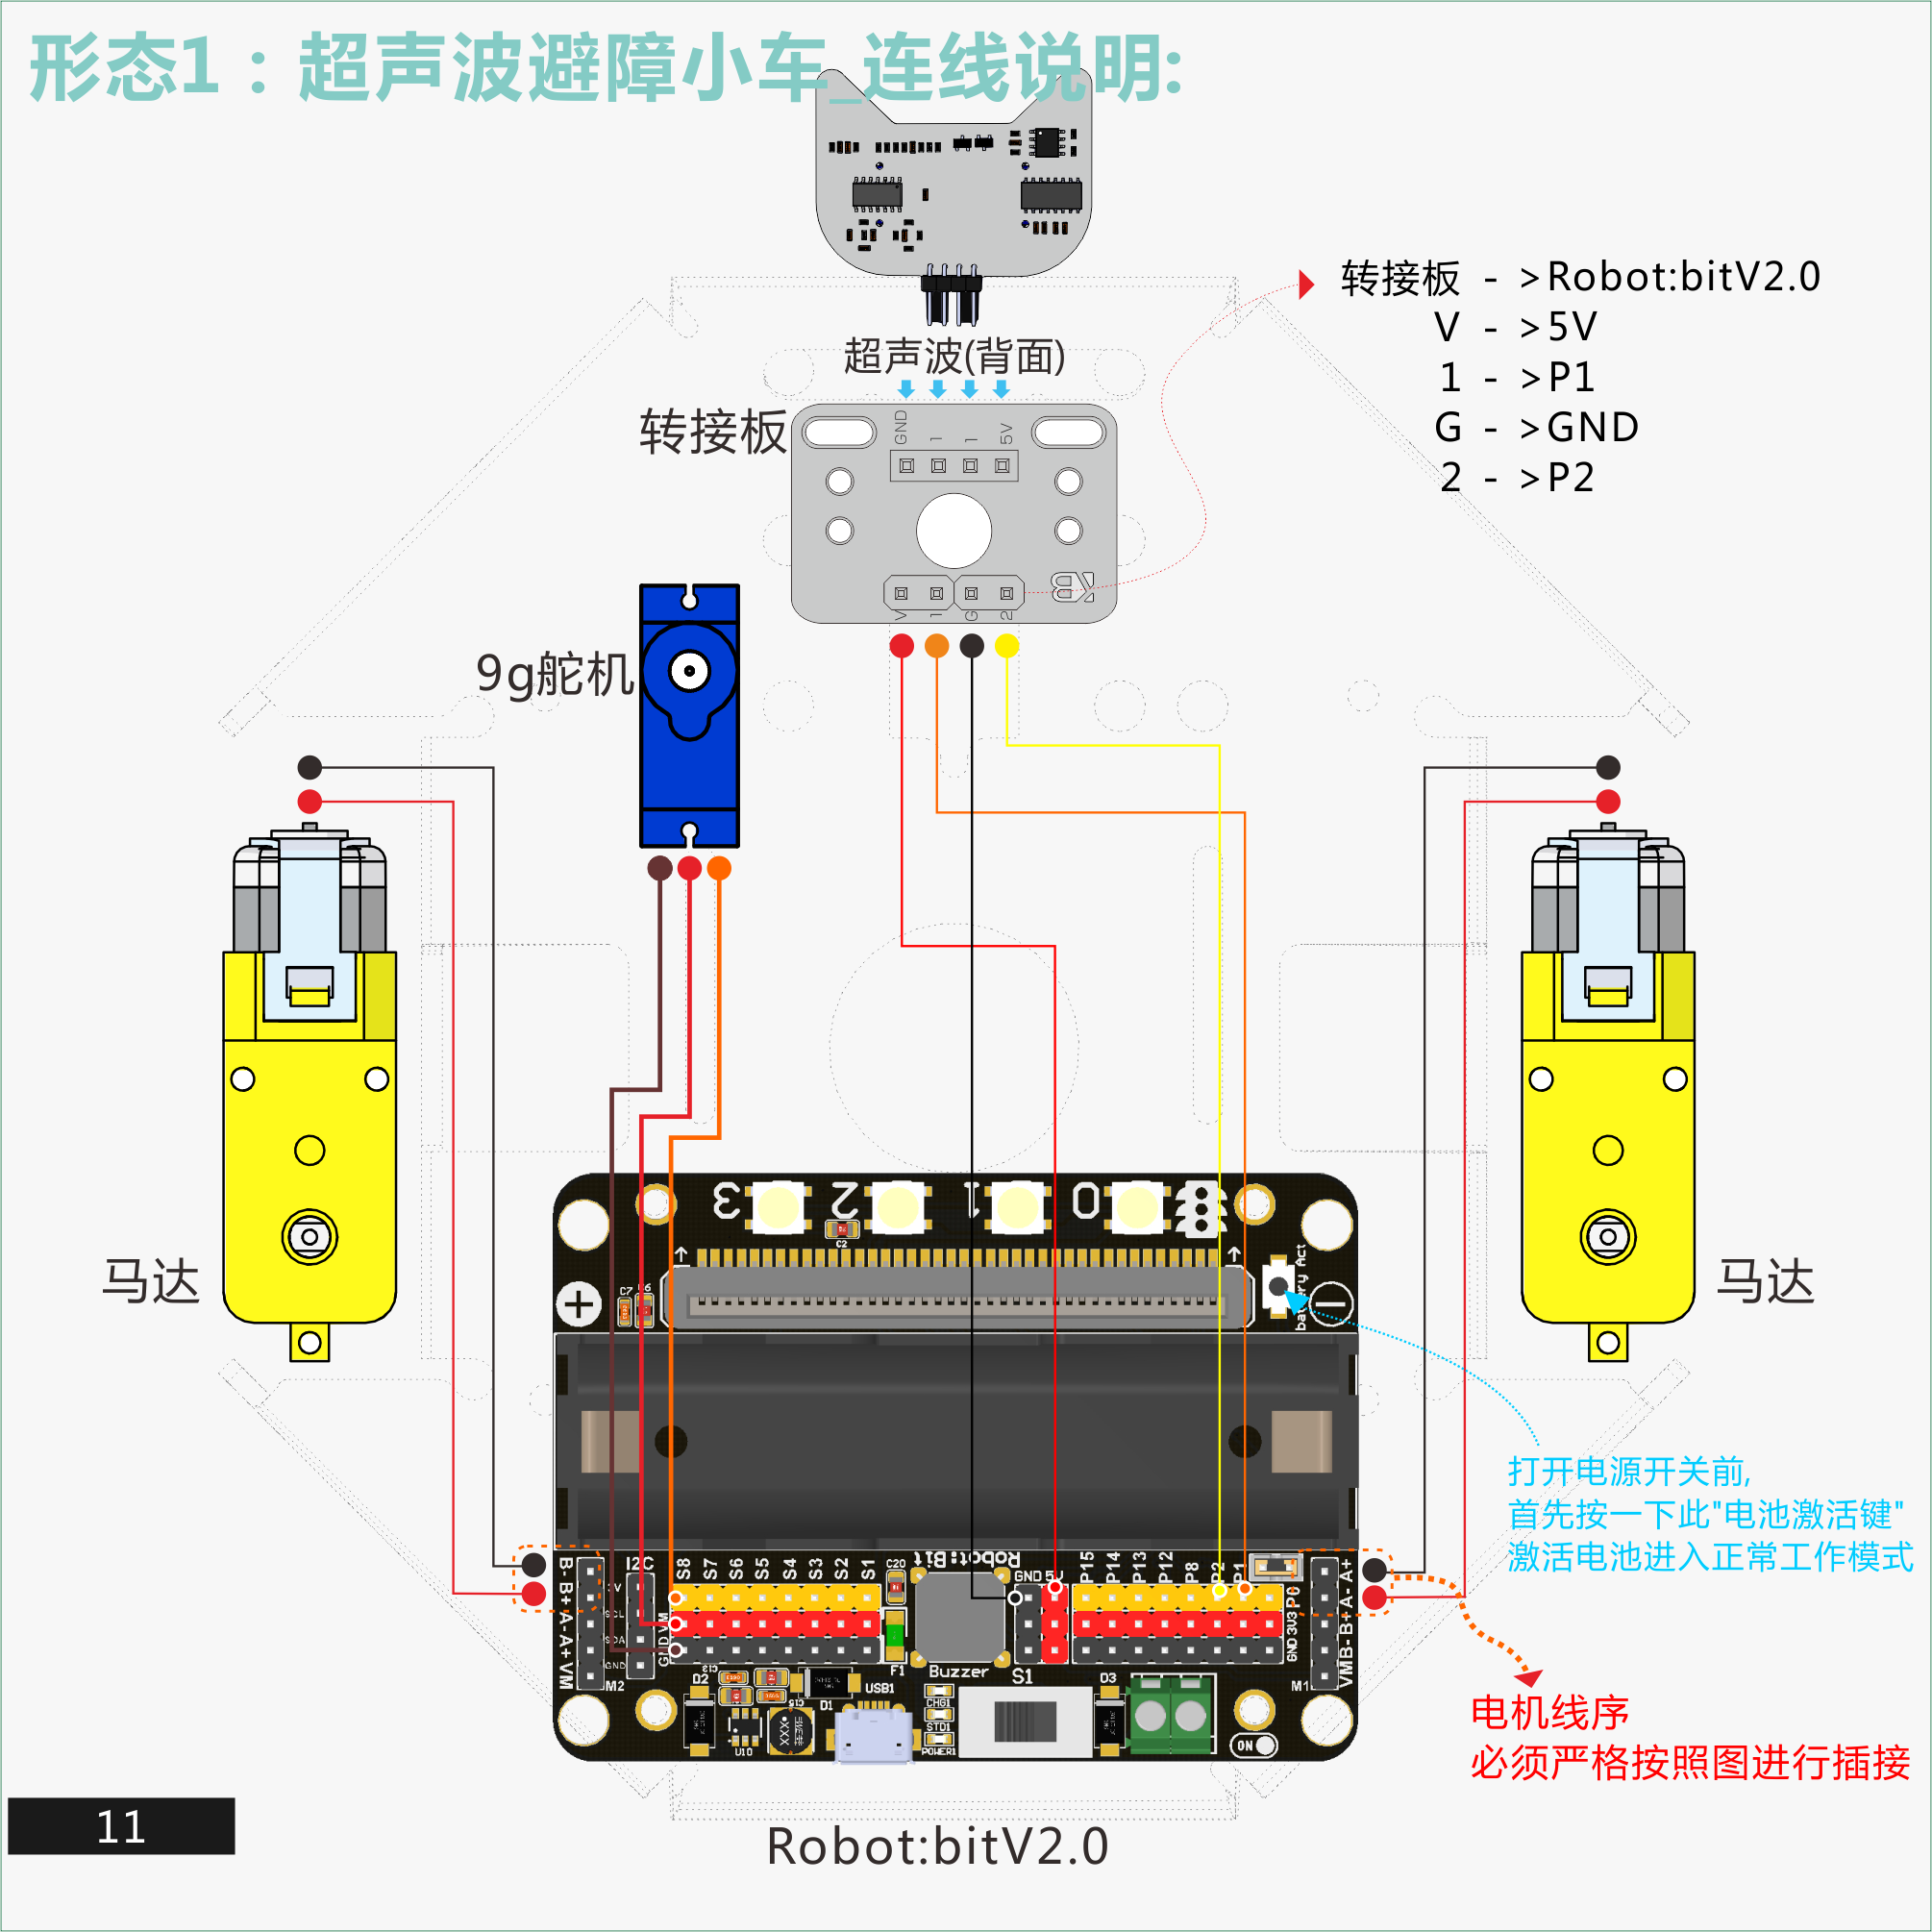 形态1：超声波避障小车_连线说明:
转接板 - >Robot:bitV2.0
V - >5V
1 - >P1
G - >GND
2 - >P2
超声波(背面)
转接板
GND 1 1 5V
V 1 G 2
9g舵机
马达
马达
3 2 1 0
C2
C7
battery Act
打开电源开关前,
首先按一下此"电池激活键"
激活电池进入正常工作模式
Robot:Bit
B- B+ A- A+ VM
I2C
SCL
SDA
GND
M2
S8 S7 S6 S5 S4 S3 S2 S1
GND VM
C20
F1
Buzzer
GND 5V
S1
P15 P14 P13 P12 P8 P2 P1 P0
GND 3V3
VM B- B+ A- A+
M1
D2
D1
U10
USB1
CHG1
STD1
POWER1
D3
ON
电机线序
必须严格按照图进行插接
11
Robot:bitV2.0